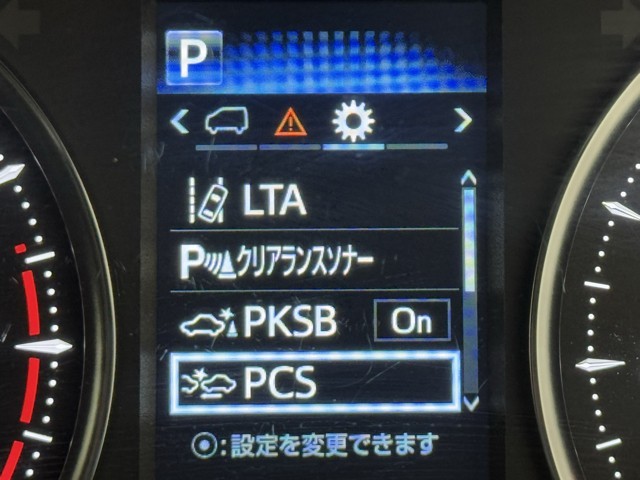 P
LTA
P クリアランスソナー
PKSB On
PCS
:設定を変更できます